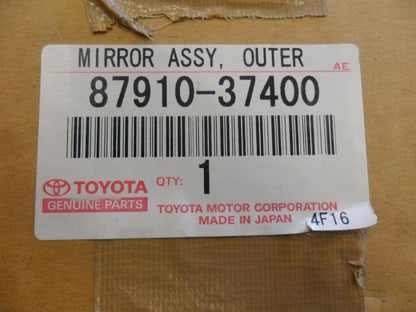 MIRROR ASSY, OUTER
AE
87910-37400
TOYOTA
GENUINE PARTS
QTY: 1
TOYOTA MOTOR CORPORATION
MADE IN JAPAN
4F16